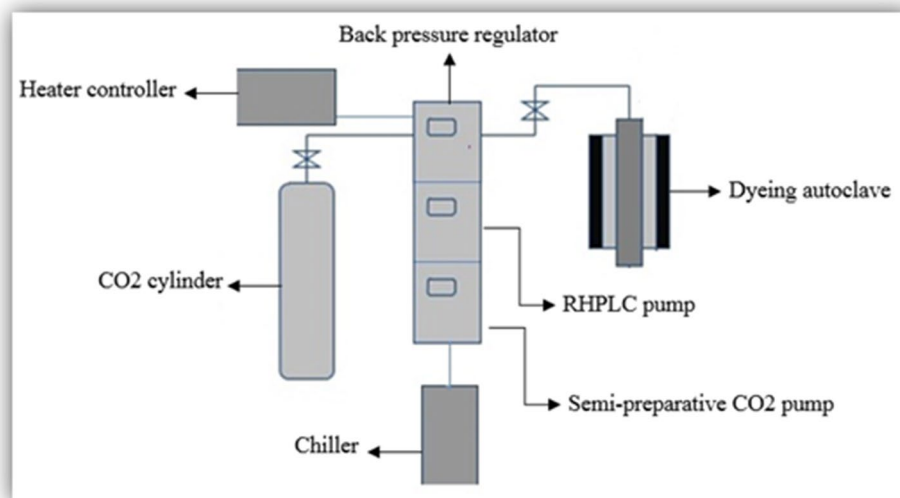 Back pressure regulator
Heater controller
Dyeing autoclave
CO2 cylinder
RHPLC pump
Semi-preparative CO2 pump
Chiller